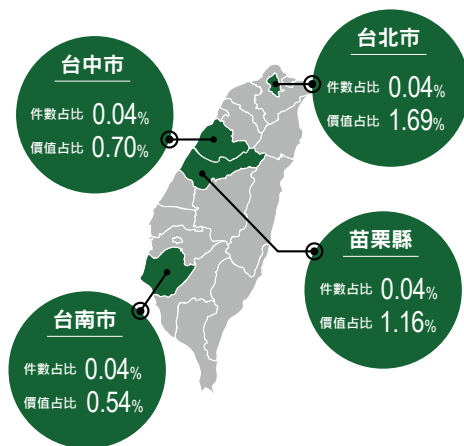 台中市
件數占比 0.04%
價值占比 0.70%
台北市
件數占比 0.04%
價值占比 1.69%
苗栗縣
件數占比 0.04%
價值占比 1.16%
台南市
件數占比 0.04%
價值占比 0.54%